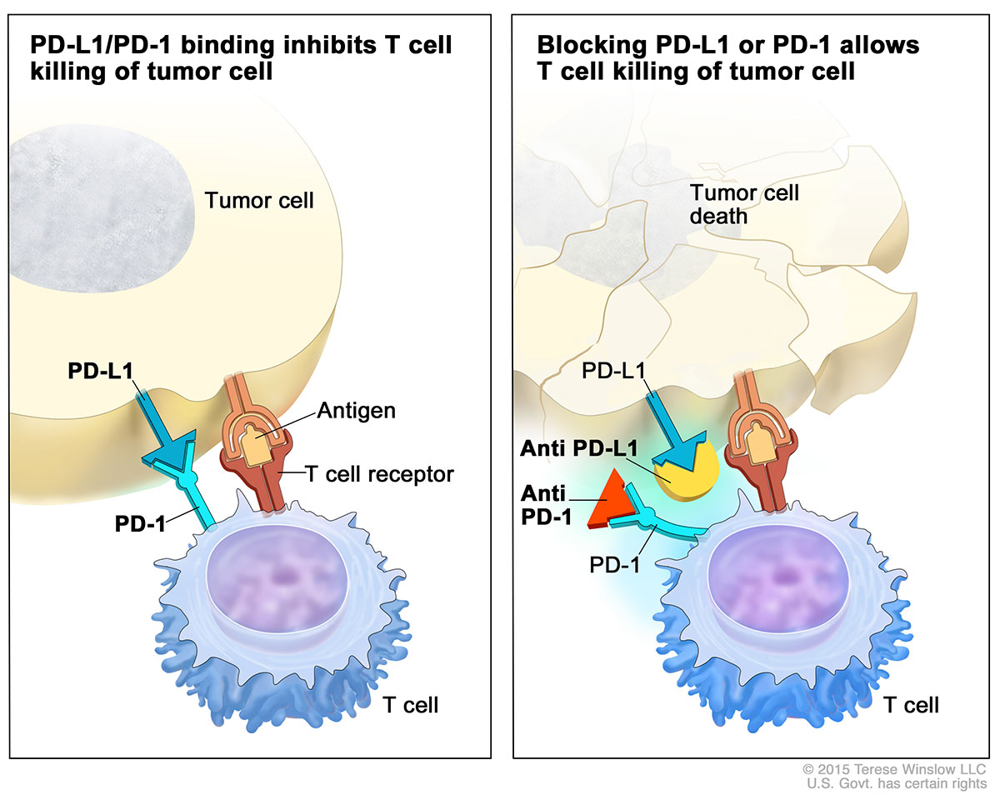 PD-L1/PD-1 binding inhibits T cell
killing of tumor cell
Tumor cell
PD-L1
Antigen
T cell receptor
PD-1
T cell
Blocking PD-L1 or PD-1 allows
T cell killing of tumor cell
Tumor cell
death
PD-L1
Anti PD-L1
Anti
PD-1
PD-1
T cell
© 2015 Terese Winslow LLC
U.S. Govt. has certain rights